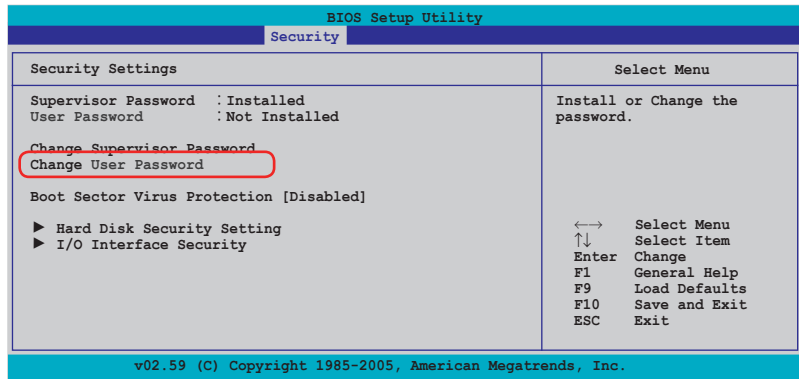 BIOS Setup Utility
Security
Security Settings
Supervisor Password : Installed
User Password : Not Installed
Change Supervisor Password
Change User Password
Boot Sector Virus Protection [Disabled]
▶ Hard Disk Security Setting
▶ I/O Interface Security
Select Menu
Install or Change the
password.
←→ Select Menu
↑↓ Select Item
Enter Change
F1 General Help
F9 Load Defaults
F10 Save and Exit
ESC Exit
v02.59 (C) Copyright 1985-2005, American Megatrends, Inc.